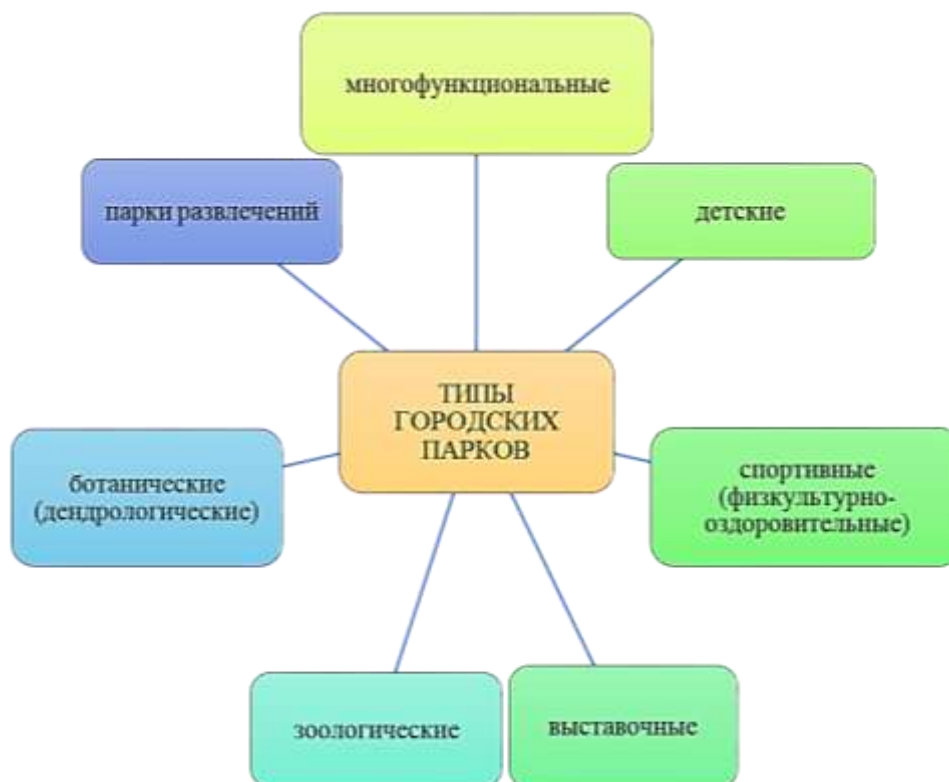 многофункциональные
парки развлечений
детские
ТИПЫ
ГОРОДСКИХ
ПАРКОВ
ботанические
(дендрологические)
спортивные
(физкультурно-
оздоровительные)
зоологические
выставочные